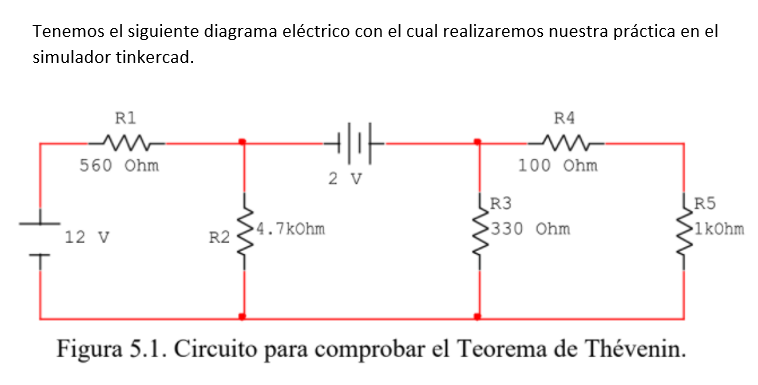 Tenemos el siguiente diagrama eléctrico con el cual realizaremos nuestra práctica en el
simulador tinkercad.
R1
560 Ohm
12 V
R2
4.7kOhm
2 V
R4
100 Ohm
R3
330 Ohm
R5
1kOhm
Figura 5.1. Circuito para comprobar el Teorema de Thévenin.